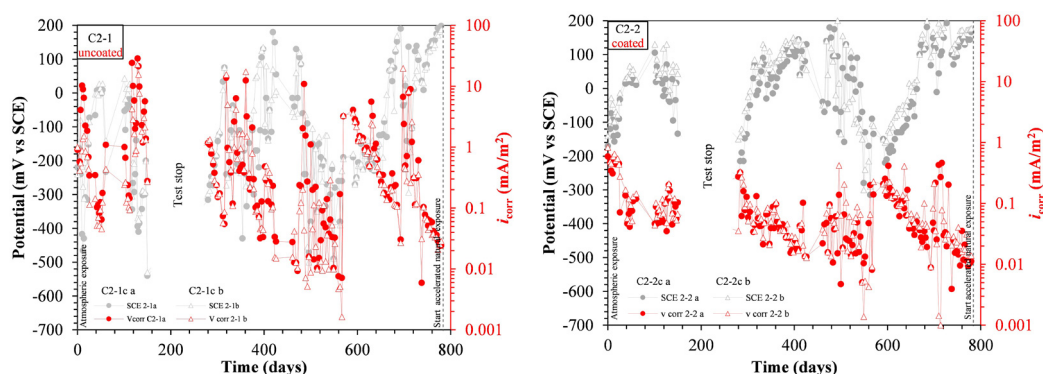 C2-1
uncoated
200
100
0
-100
-200
-300
-400
-500
-600
-700
Potential (mV vs SCE)
100
10
1
0.1
0.01
0.001
icorr (mA/m²)
0
200
400
600
800
Time (days)
Test stop
Atmospheric exposure
Start accelerated natural exposure
C2-1c a
C2-1c b
SCE 2-1a
SCE 2-1b
Vcorr C2-1a
V corr 2-1 b
C2-2
coated
200
100
0
-100
-200
-300
-400
-500
-600
-700
Potential (mV vs SCE)
100
10
1
0.1
0.01
0.001
icorr (mA/m²)
0
200
400
600
800
Time (days)
Test stop
Atmospheric exposure
Start accelerated natural exposure
C2-2c a
C2-2c b
SCE 2-2 a
SCE 2-2 b
v corr 2-2 a
v corr 2-2 b